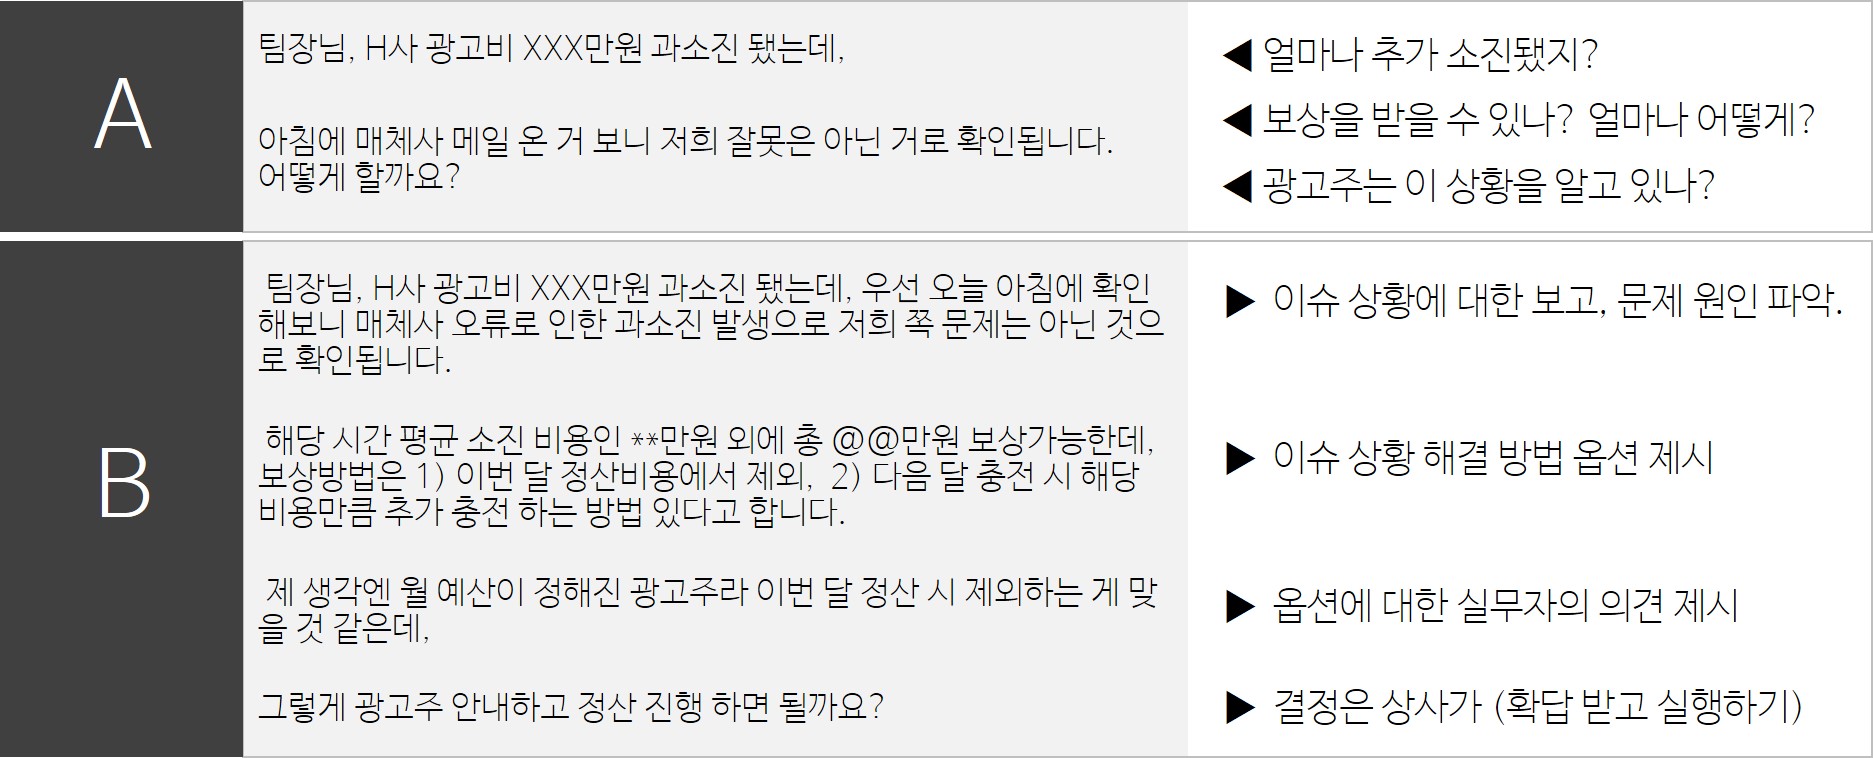 A
팀장님, H사 광고비 XXX만원 과소진 됐는데,
아침에 매체사 메일 온 거 보니 저희 잘못은 아닌 거로 확인됩니다.
어떻게 할까요?
◀ 얼마나 추가 소진됐지?
◀ 보상을 받을 수 있나? 얼마나 어떻게?
◀ 광고주는 이 상황을 알고 있나?
B
팀장님, H사 광고비 XXX만원 과소진 됐는데, 우선 오늘 아침에 확인
해보니 매체사 오류로 인한 과소진 발생으로 저희 쪽 문제는 아닌 것으
로 확인됩니다.
▶ 이슈 상황에 대한 보고, 문제 원인 파악.
해당 시간 평균 소진 비용인 **만원 외에 총 @@만원 보상가능한데,
보상방법은 1) 이번 달 정산비용에서 제외, 2) 다음 달 충전 시 해당
비용만큼 추가 충전 하는 방법 있다고 합니다.
▶ 이슈 상황 해결 방법 옵션 제시
제 생각엔 월 예산이 정해진 광고주라 이번 달 정산 시 제외하는 게 맞
을 것 같은데,
▶ 옵션에 대한 실무자의 의견 제시
그렇게 광고주 안내하고 정산 진행 하면 될까요?
▶ 결정은 상사가 (확답 받고 실행하기)